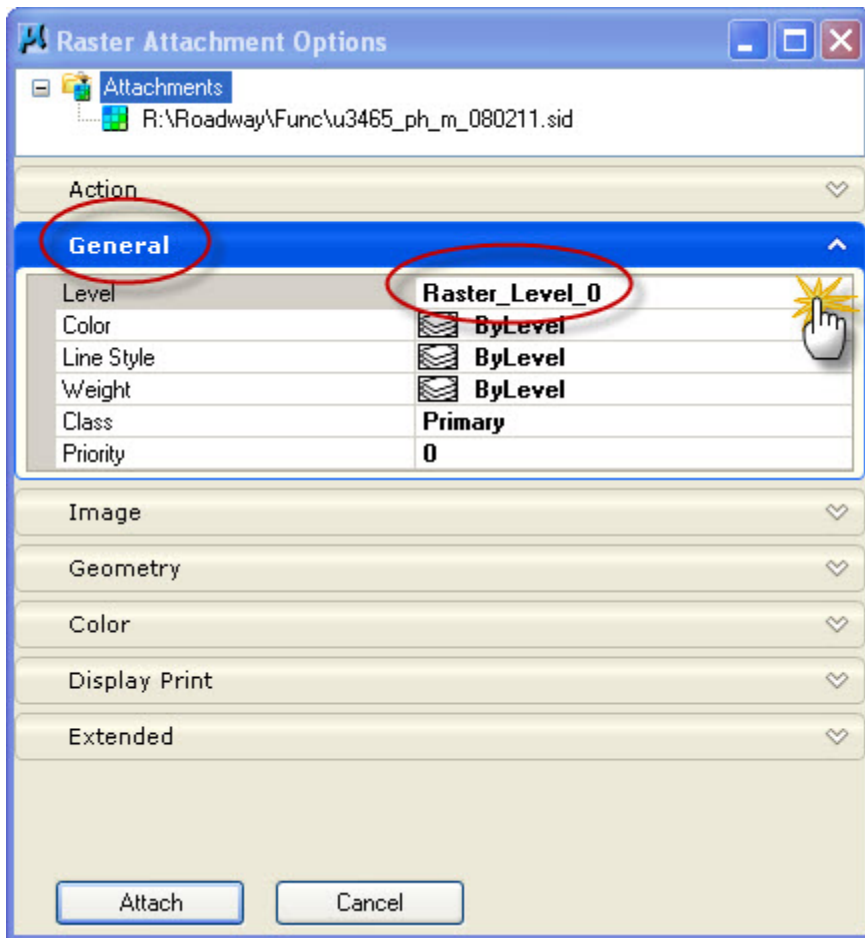 Raster Attachment Options
Attachments
R:\Roadway\Func\u3465_ph_m_080211.sid
Action
General
Level Raster_Level_0
Color ByLevel
Line Style ByLevel
Weight ByLevel
Class Primary
Priority 0
Image
Geometry
Color
Display Print
Extended
Attach Cancel